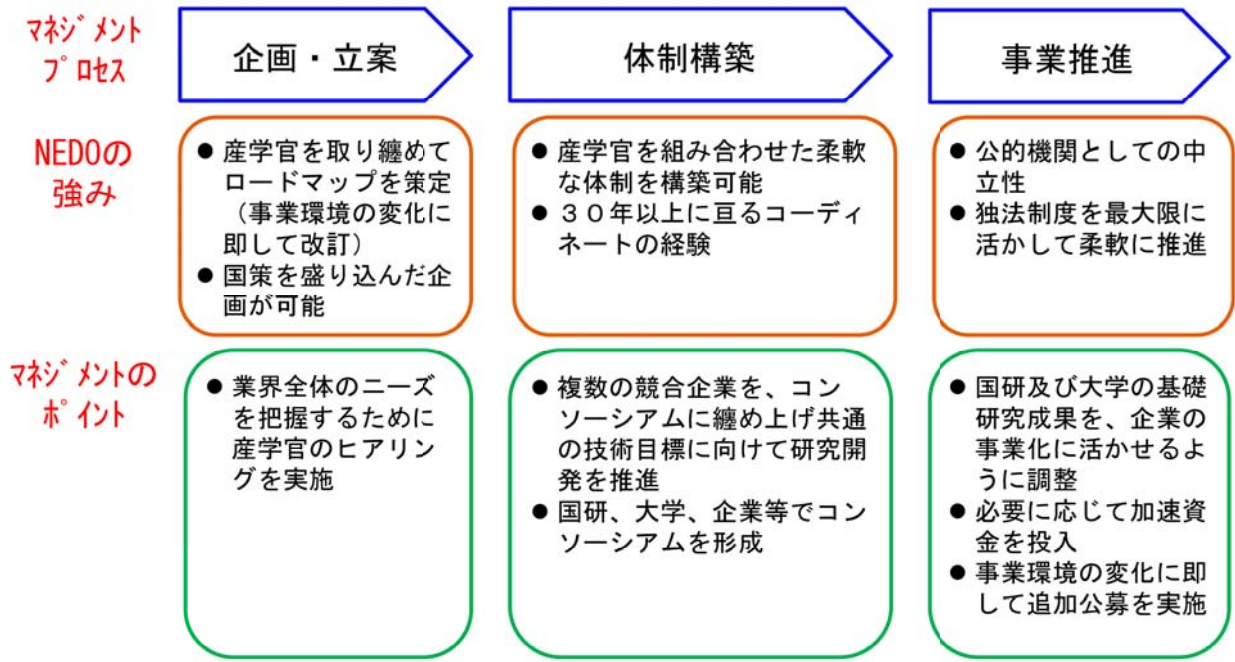 マネジメント
プロセス
企画・立案
体制構築
事業推進
NEDOの
強み
● 産学官を取り纏めて
ロードマップを策定
（事業環境の変化に
即して改訂）
● 国策を盛り込んだ企
画が可能
● 産学官を組み合わせた柔軟
な体制を構築可能
● ３０年以上に亘るコーディ
ネートの経験
● 公的機関としての中
立性
● 独法制度を最大限に
活かして柔軟に推進
マネジメントの
ポイント
● 業界全体のニーズ
を把握するために
産学官のヒアリン
グを実施
● 複数の競合企業を、コン
ソーシアムに纏め上げ共通
の技術目標に向けて研究開
発を推進
● 国研、大学、企業等でコン
ソーシアムを形成
● 国研及び大学の基礎
研究成果を、企業の
事業化に活かせるよ
うに調整
● 必要に応じて加速資
金を投入
● 事業環境の変化に即
して追加公募を実施